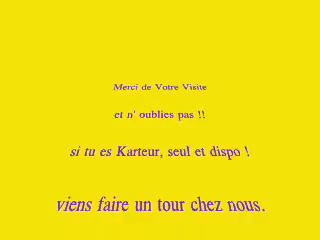 Merci de Votre Visite
et n' oublies pas !!
si tu es Karteur, seul et dispo !
viens faire un tour chez nous.